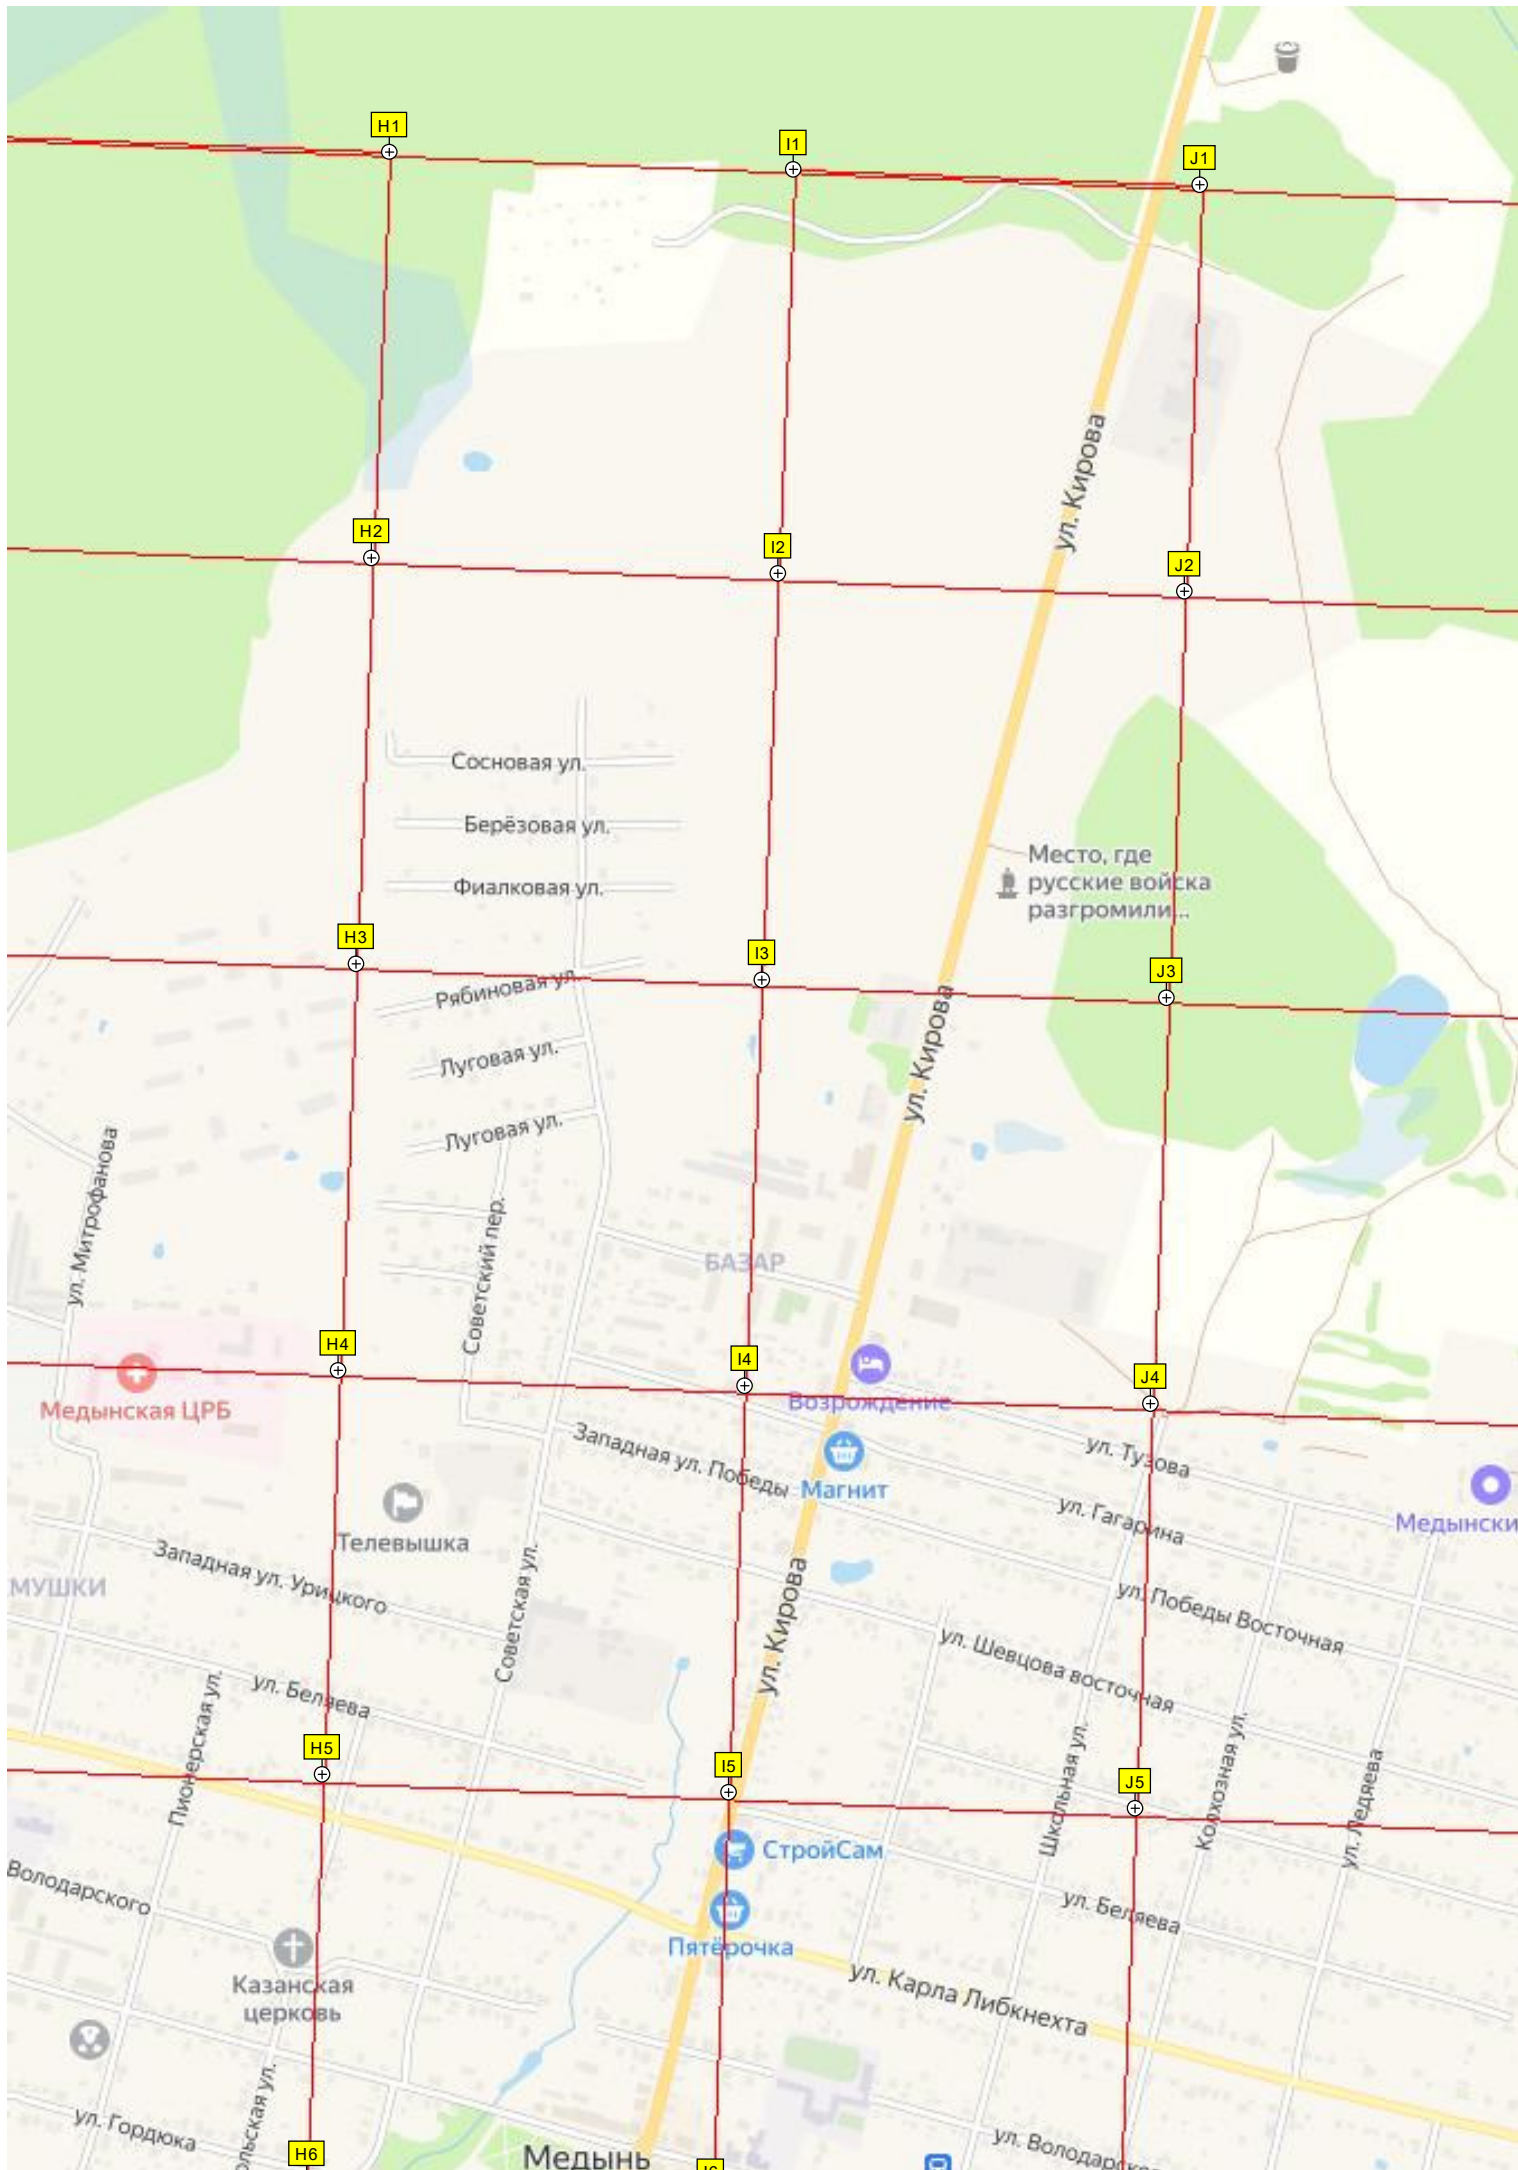 H1
I1
J1
ул. Кирова
H2
I2
J2
Сосновая ул.
Берёзовая ул.
Место, где
русские войска
разгромили...
Фиалковая ул.
H3
I3
J3
Рябиновая ул.
ул. Кирова
Луговая ул.
Луговая ул.
ул. Митрофанова
Советский пер.
БАЗАР
H4
I4
J4
Возрождение
Медынская ЦРБ
Западная ул. Победы
ул. Тузова
Магнит
ул. Гагарина
Медынски
Телевышка
Западная ул. Урицкого
МУШКИ
Советская ул.
ул. Кирова
ул. Победы Восточная
ул. Шевцова восточная
ул. Беляева
Пионерская ул.
Школьная ул.
Колхозная ул.
ул. Ледяева
H5
I5
J5
СтройСам
Володарского
ул. Беляева
Пятёрочка
Казанская
церковь
ул. Карла Либкнехта
ул. Гордюка
ольская ул.
H6
Медынь
ул. Володарск